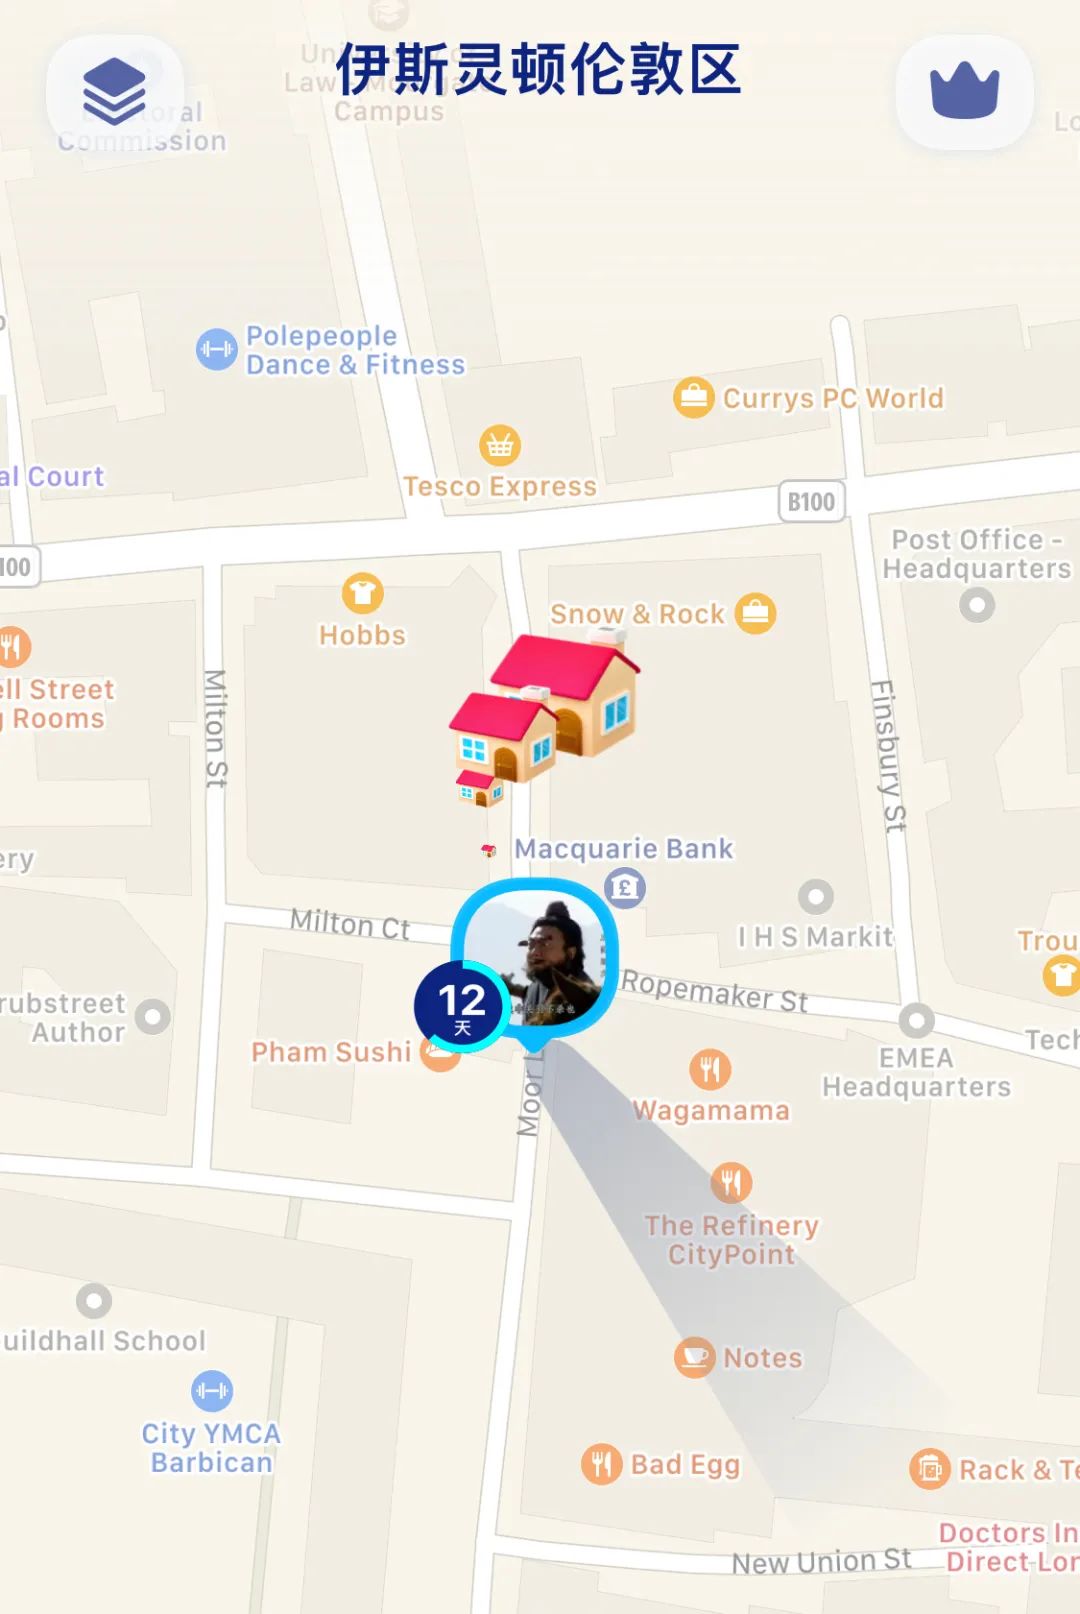 伊斯灵顿伦敦区
Campus
Commission
Polepeople
Dance & Fitness
Currys PC World
al Court
Tesco Express
B100
100
Post Office -
Headquarters
Hobbs
Snow & Rock
ell Street
g Rooms
Milton St
Finsbury St
ery
Macquarie Bank
Milton Ct
I H S Markit
Trou
Ropemaker St
rubstreet
Author
12
天
Pham Sushi
EMEA
Headquarters
Tech
Moor L
Wagamama
The Refinery
CityPoint
uildhall School
Notes
City YMCA
Barbican
Bad Egg
Rack & Te
Doctors In
Direct Lon
New Union St